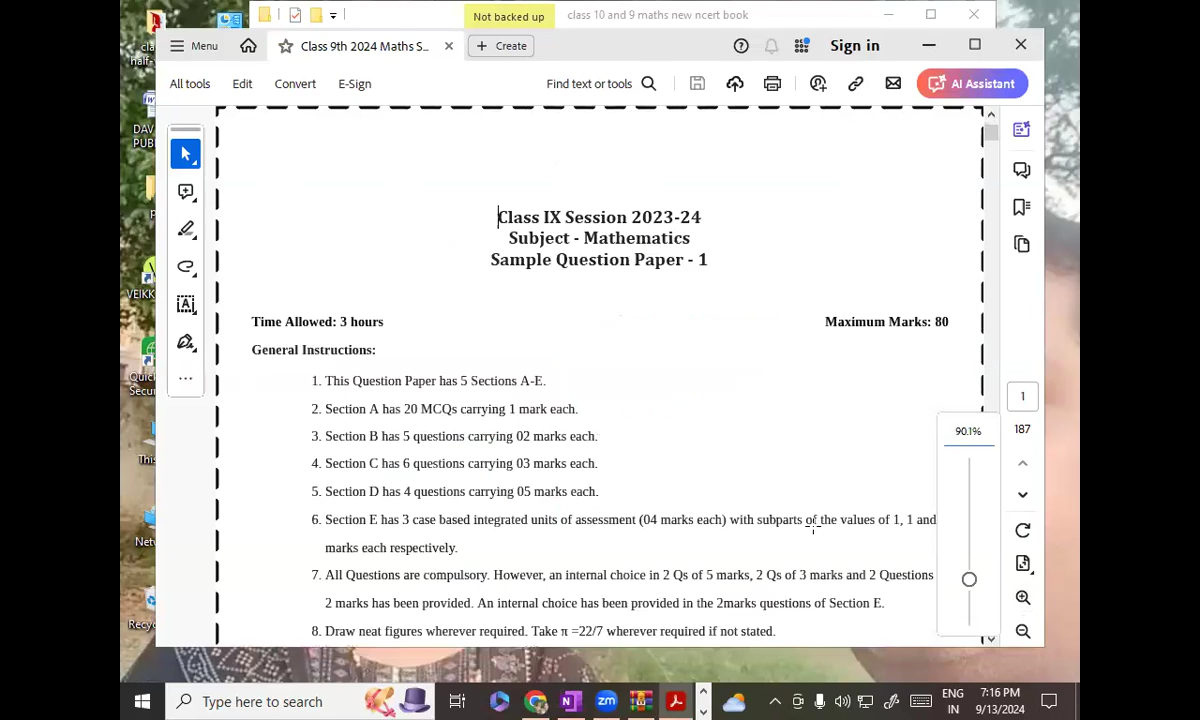 Not backed up
class 10 and 9 maths new ncert book
Menu
Class 9th 2024 Maths S...
Create
Sign in
All tools
Edit
Convert
E-Sign
Find text or tools
AI Assistant
Class IX Session 2023-24
Subject - Mathematics
Sample Question Paper - 1
Time Allowed: 3 hours
Maximum Marks: 80
General Instructions:
1. This Question Paper has 5 Sections A-E.
2. Section A has 20 MCQs carrying 1 mark each.
3. Section B has 5 questions carrying 02 marks each.
4. Section C has 6 questions carrying 03 marks each.
5. Section D has 4 questions carrying 05 marks each.
6. Section E has 3 case based integrated units of assessment (04 marks each) with subparts of the values of 1, 1 and
marks each respectively.
7. All Questions are compulsory. However, an internal choice in 2 Qs of 5 marks, 2 Qs of 3 marks and 2 Questions
2 marks has been provided. An internal choice has been provided in the 2marks questions of Section E.
8. Draw neat figures wherever required. Take π =22/7 wherever required if not stated.
1
187
90.1%
DAV
PUBL
VEIKK
Quick
Secur
This
Netw
Type here to search
zm
ENG
IN
7:16 PM
9/13/2024